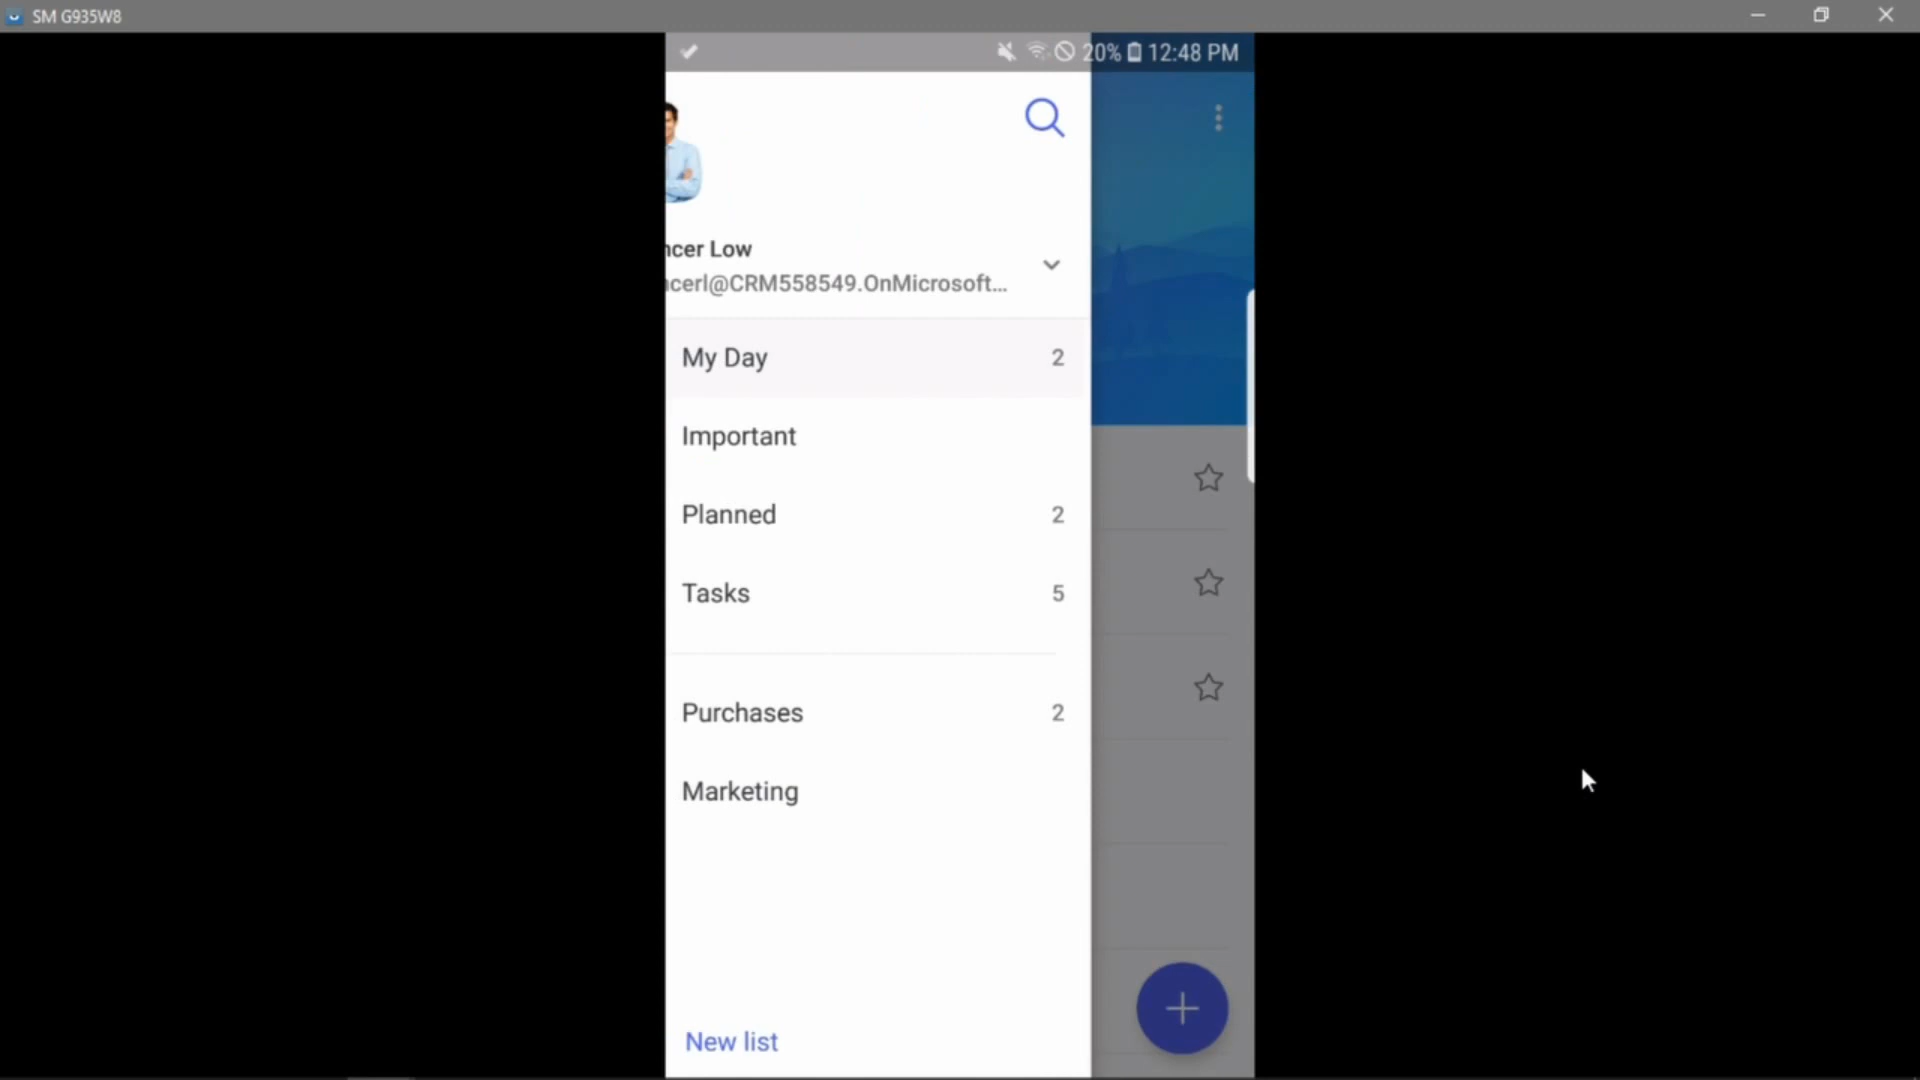 SM G935W8
20% 12:48 PM
ncer Low
ncerl@CRM558549.OnMicrosoft...
My Day 2
Important
Planned 2
Tasks 5
Purchases 2
Marketing
New list